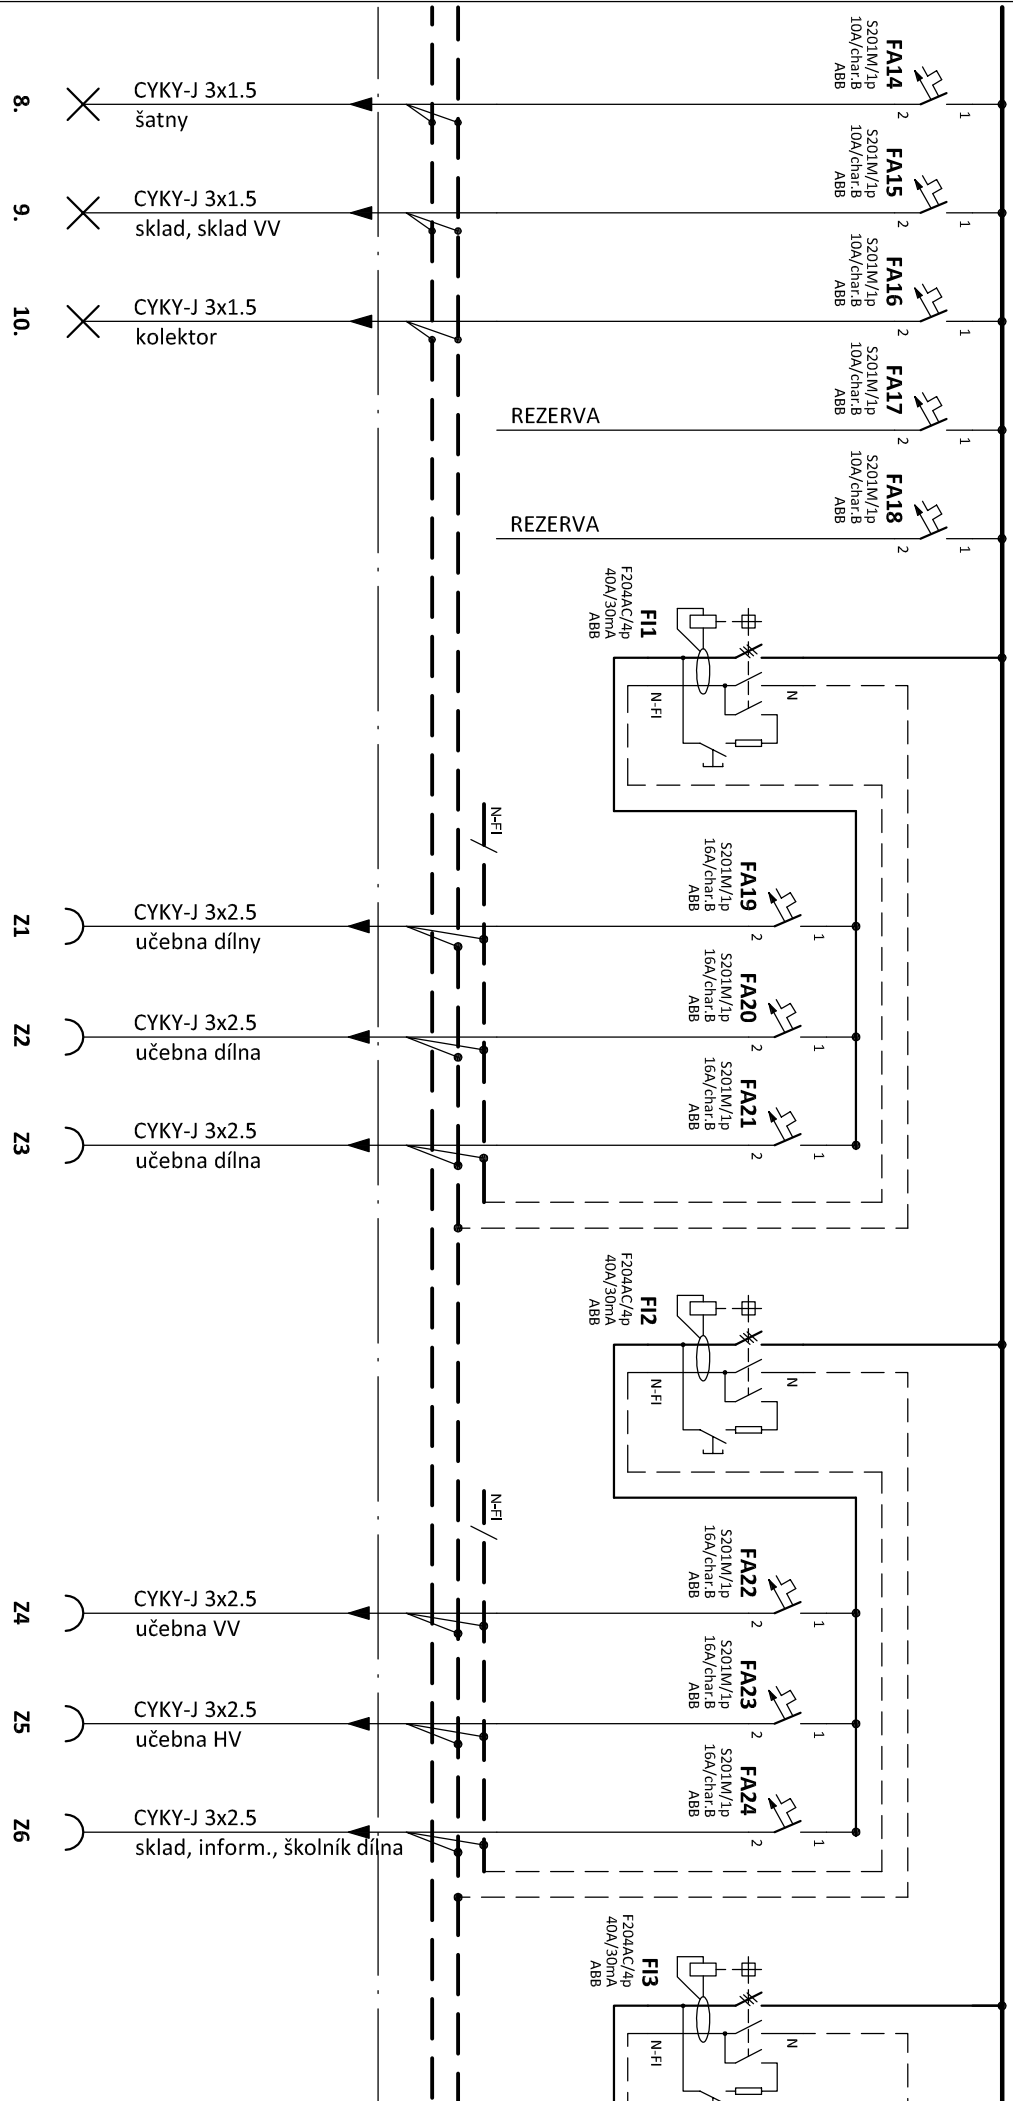 FA14
S201M/1p
10A/char.B
ABB
1
2
CYKY-J 3x1.5
šatny
8.
FA15
S201M/1p
10A/char.B
ABB
1
2
CYKY-J 3x1.5
sklad, sklad VV
9.
FA16
S201M/1p
10A/char.B
ABB
1
2
CYKY-J 3x1.5
kolektor
10.
FA17
S201M/1p
10A/char.B
ABB
1
2
REZERVA
FA18
S201M/1p
10A/char.B
ABB
1
2
REZERVA
FI1
F204AC/4p
40A/30mA
ABB
N
N-FI
N-FI
FA19
S201M/1p
16A/char.B
ABB
1
2
CYKY-J 3x2.5
učebna dílny
Z1
FA20
S201M/1p
16A/char.B
ABB
1
2
CYKY-J 3x2.5
učebna dílna
Z2
FA21
S201M/1p
16A/char.B
ABB
1
2
CYKY-J 3x2.5
učebna dílna
Z3
FI2
F204AC/4p
40A/30mA
ABB
N
N-FI
N-FI
FA22
S201M/1p
16A/char.B
ABB
1
2
CYKY-J 3x2.5
učebna VV
Z4
FA23
S201M/1p
16A/char.B
ABB
1
2
CYKY-J 3x2.5
učebna HV
Z5
FA24
S201M/1p
16A/char.B
ABB
1
2
CYKY-J 3x2.5
sklad, inform., školník dílna
Z6
FI3
F204AC/4p
40A/30mA
ABB
N
N-FI